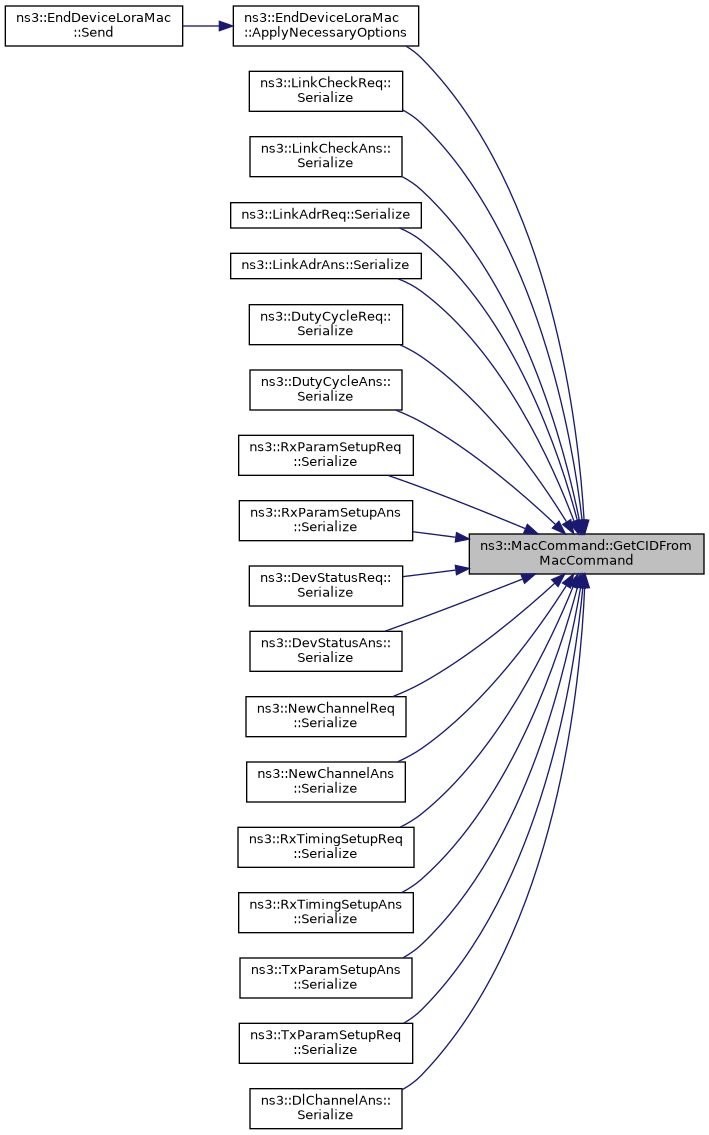 ns3::EndDeviceLoraMac
::Send
ns3::EndDeviceLoraMac
::ApplyNecessaryOptions
ns3::LinkCheckReq::
Serialize
ns3::LinkCheckAns::
Serialize
ns3::LinkAdrReq::Serialize
ns3::LinkAdrAns::Serialize
ns3::DutyCycleReq::
Serialize
ns3::DutyCycleAns::
Serialize
ns3::RxParamSetupReq
::Serialize
ns3::RxParamSetupAns
::Serialize
ns3::MacCommand::GetCIDFrom
MacCommand
ns3::DevStatusReq::
Serialize
ns3::DevStatusAns::
Serialize
ns3::NewChannelReq
::Serialize
ns3::NewChannelAns
::Serialize
ns3::RxTimingSetupReq
::Serialize
ns3::RxTimingSetupAns
::Serialize
ns3::TxParamSetupAns
::Serialize
ns3::TxParamSetupReq
::Serialize
ns3::DlChannelAns::
Serialize